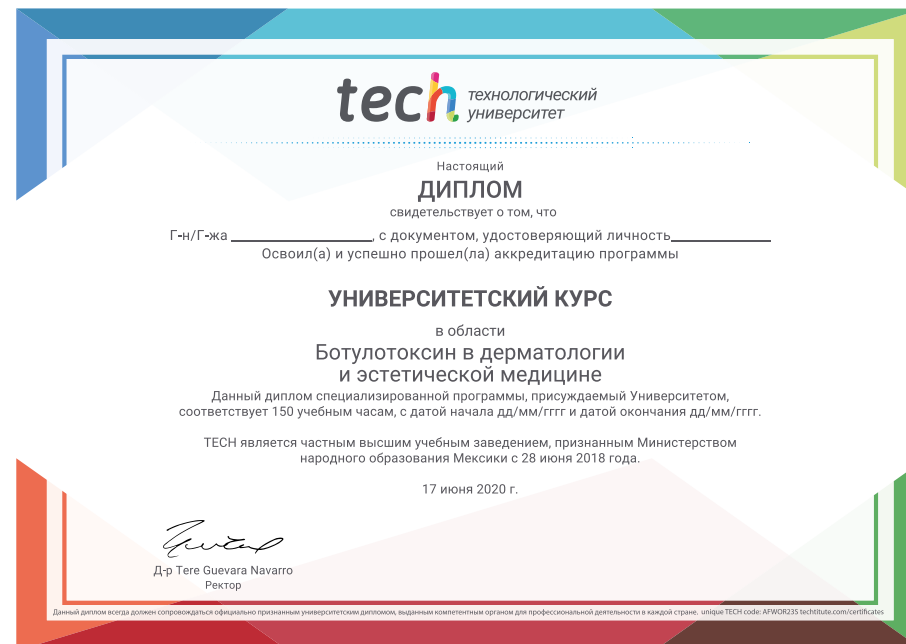 tech технологический
университет
Настоящий
ДИПЛОМ
свидетельствует о том, что
Г-н/Г-жа ____________________, с документом, удостоверяющий личность______________
Освоил(а) и успешно прошел(ла) аккредитацию программы
УНИВЕРСИТЕТСКИЙ КУРС
в области
Ботулотоксин в дерматологии
и эстетической медицине
Данный диплом специализированной программы, присуждаемый Университетом,
соответствует 150 учебным часам, с датой начала дд/мм/гггг и датой окончания дд/мм/гггг.
TECH является частным высшим учебным заведением, признанным Министерством
народного образования Мексики с 28 июня 2018 года.
17 июня 2020 г.
Д-р Tere Guevara Navarro
Ректор
Данный диплом всегда должен сопровождаться официально признанным университетским дипломом, выданным компетентным органом для профессиональной деятельности в каждой стране. unique TECH code: AFWOR23S techtitute.com/certificates